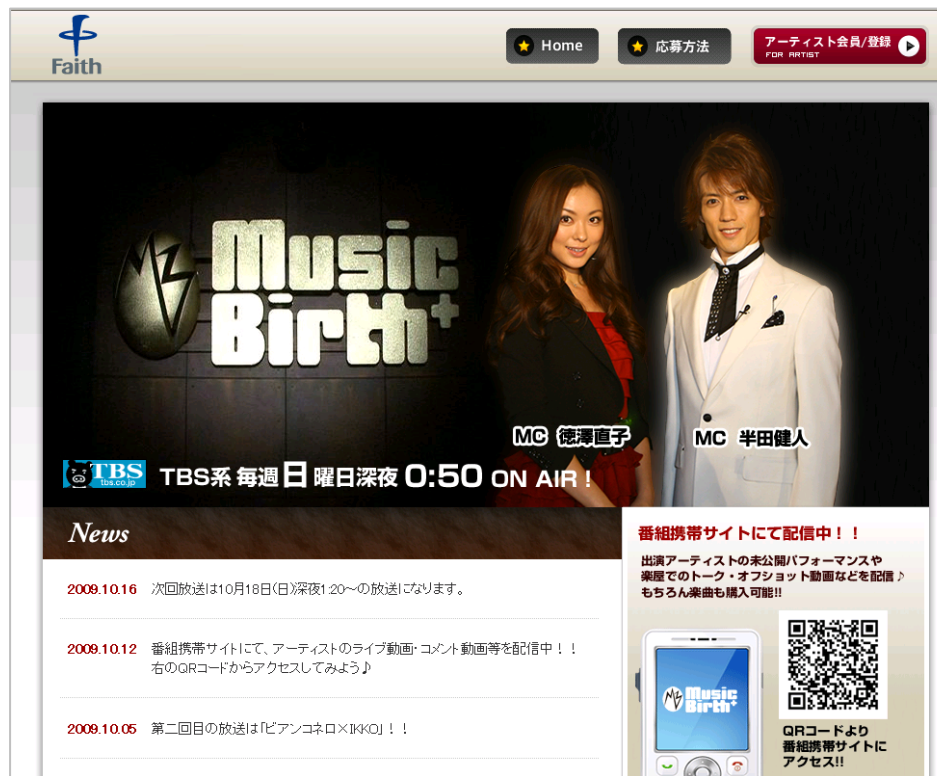 Faith
Home
応募方法
アーティスト会員/登録
FOR ARTIST
Music
Birth+
MC 徳澤直子
MC 半田健人
TBS
tbs.co.jp
TBS系 毎週日曜日深夜 0:50 ON AIR !
News
番組携帯サイトにて配信中！！
出演アーティストの未公開パフォーマンスや
楽屋でのトーク・オフショット動画などを配信♪
もちろん楽曲も購入可能!!
2009.10.16 次回放送は10月18日(日)深夜1:20～の放送になります。
2009.10.12 番組携帯サイトにて、アーティストのライブ動画・コメント動画等を配信中！！
右のQRコードからアクセスしてみよう♪
2009.10.05 第二回目の放送は「ビアンコネロ×IKKO」！！
Music
Birth+
QRコードより
番組携帯サイトに
アクセス!!